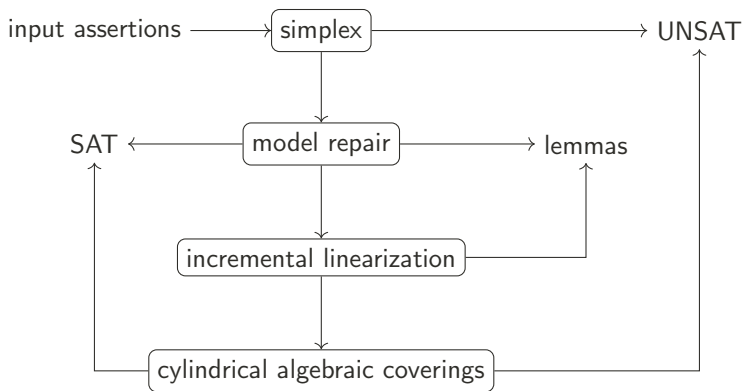 input assertions
simplex
UNSAT
SAT
model repair
lemmas
incremental linearization
cylindrical algebraic coverings